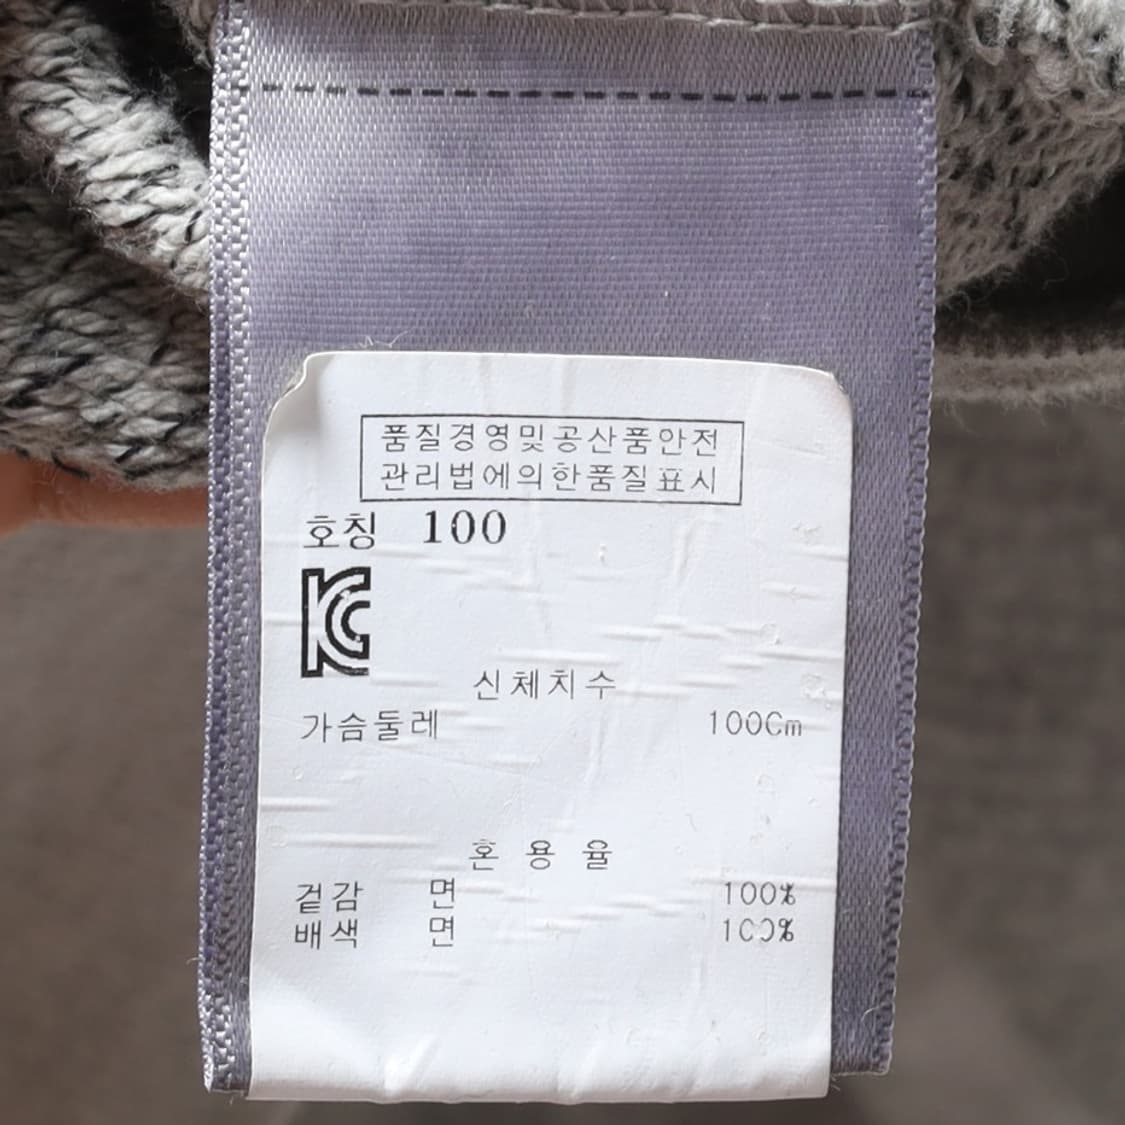 품질경영및공산품안전
관리법에의한품질표시
호칭 100
KC
신체치수
가슴둘레 100Cm
혼용율
겉감 면 100%
배색 면 100%